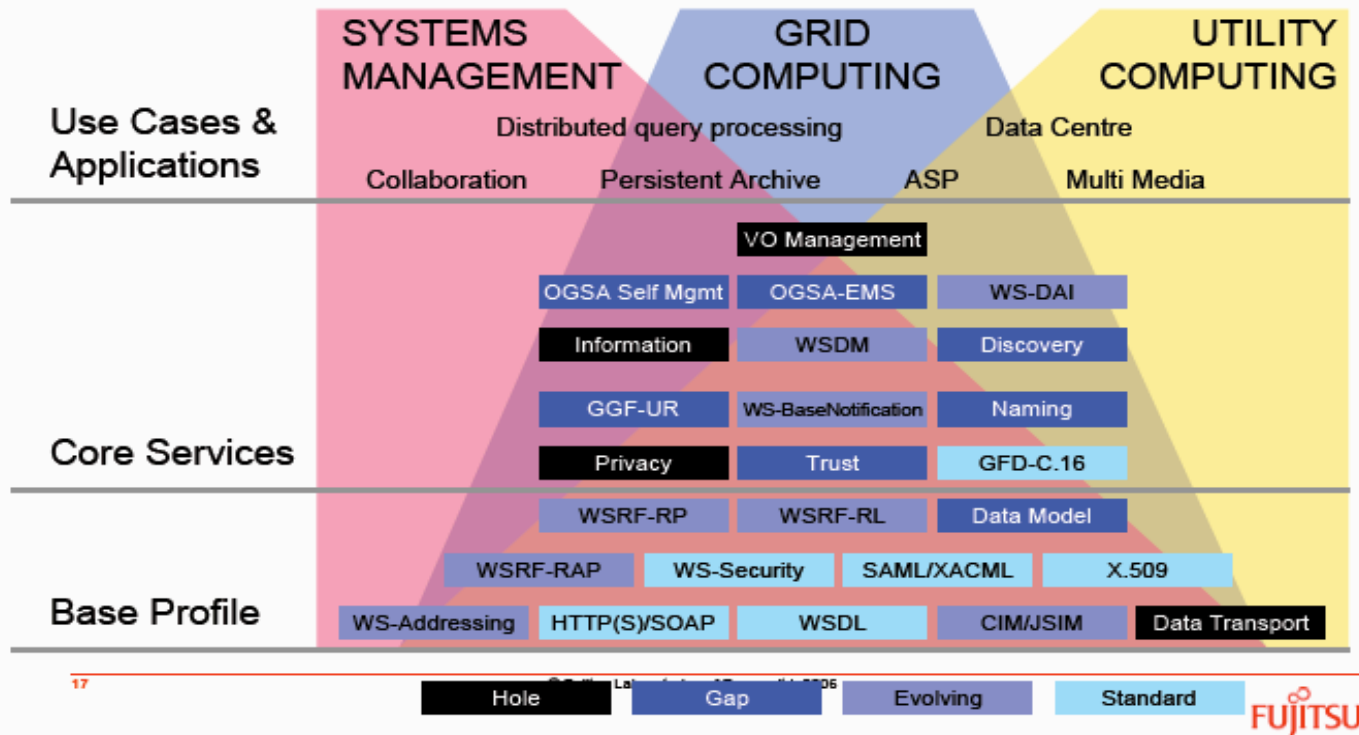 SYSTEMS
MANAGEMENT
GRID
COMPUTING
UTILITY
COMPUTING
Use Cases &
Applications
Distributed query processing
Data Centre
Collaboration
Persistent Archive
ASP
Multi Media
VO Management
OGSA Self Mgmt
OGSA-EMS
WS-DAI
Information
WSDM
Discovery
GGF-UR
WS-BaseNotification
Naming
Core Services
Privacy
Trust
GFD-C.16
WSRF-RP
WSRF-RL
Data Model
WSRF-RAP
WS-Security
SAML/XACML
X.509
Base Profile
WS-Addressing
HTTP(S)/SOAP
WSDL
CIM/JSIM
Data Transport
17
Hole
Gap
Evolving
Standard
FUJITSU